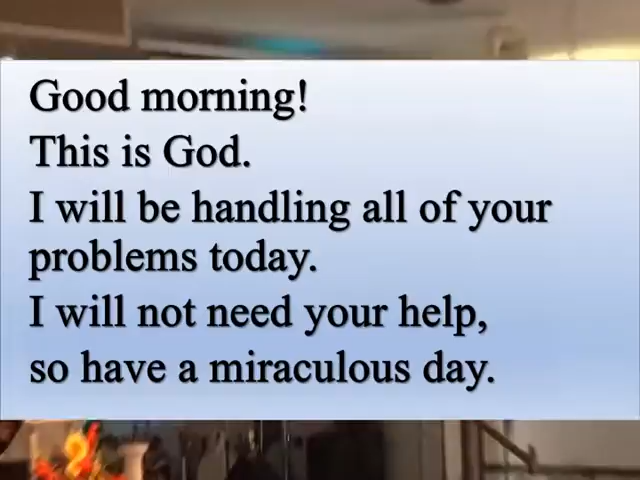 Good morning!
This is God.
I will be handling all of your
problems today.
I will not need your help,
so have a miraculous day.